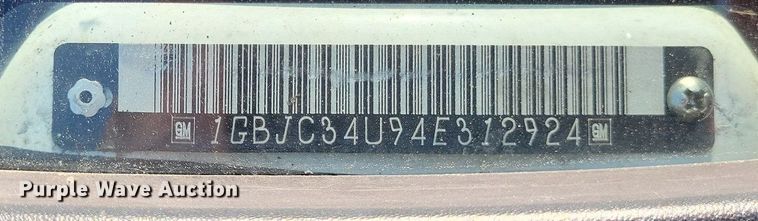 GM 1GBJC34U94E312924 GM
Purple Wave Auction